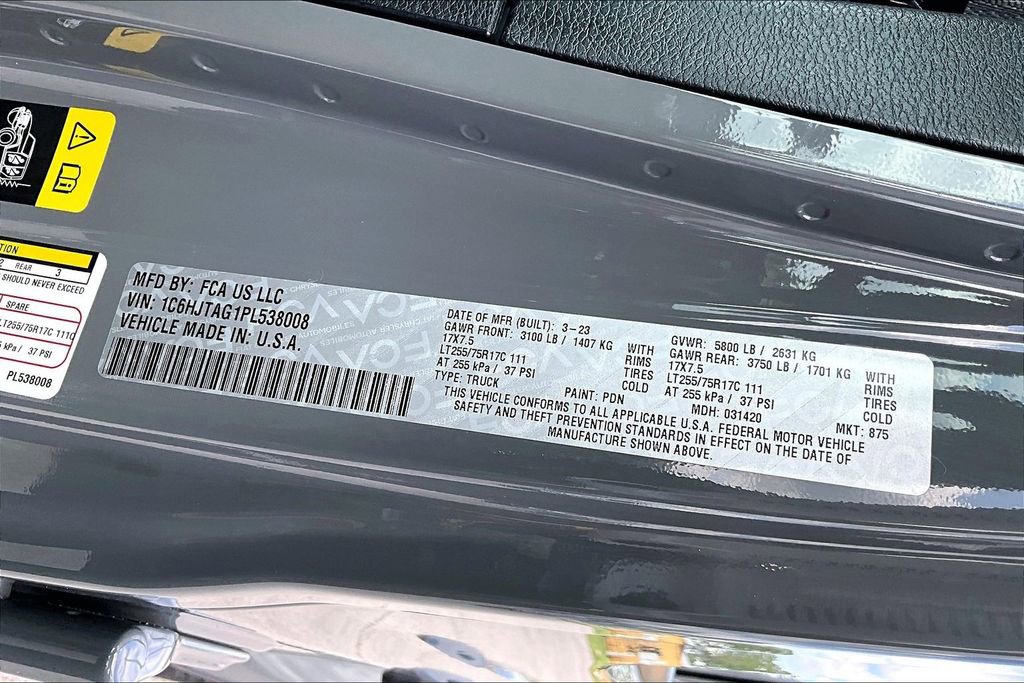 TION
2 REAR 3
SHOULD NEVER EXCEED
SPARE
LT255/75R17C 111Q
kPa / 37 PSI
PL538008
MFD BY: FCA US LLC
VIN: 1C6HJTAG1PL538008
VEHICLE MADE IN: U.S.A.
DATE OF MFR (BUILT): 3-23
GAWR FRONT: 3100 LB / 1407 KG WITH
17X7.5 RIMS
LT255/75R17C 111 TIRES
AT 255 kPa / 37 PSI COLD
TYPE: TRUCK
GVWR: 5800 LB / 2631 KG
GAWR REAR: 3750 LB / 1701 KG WITH
17X7.5 RIMS
LT255/75R17C 111 TIRES
AT 255 kPa / 37 PSI COLD
PAINT: PDN MDH: 031420 MKT: 875
THIS VEHICLE CONFORMS TO ALL APPLICABLE U.S.A. FEDERAL MOTOR VEHICLE
SAFETY AND THEFT PREVENTION STANDARDS IN EFFECT ON THE DATE OF
MANUFACTURE SHOWN ABOVE.